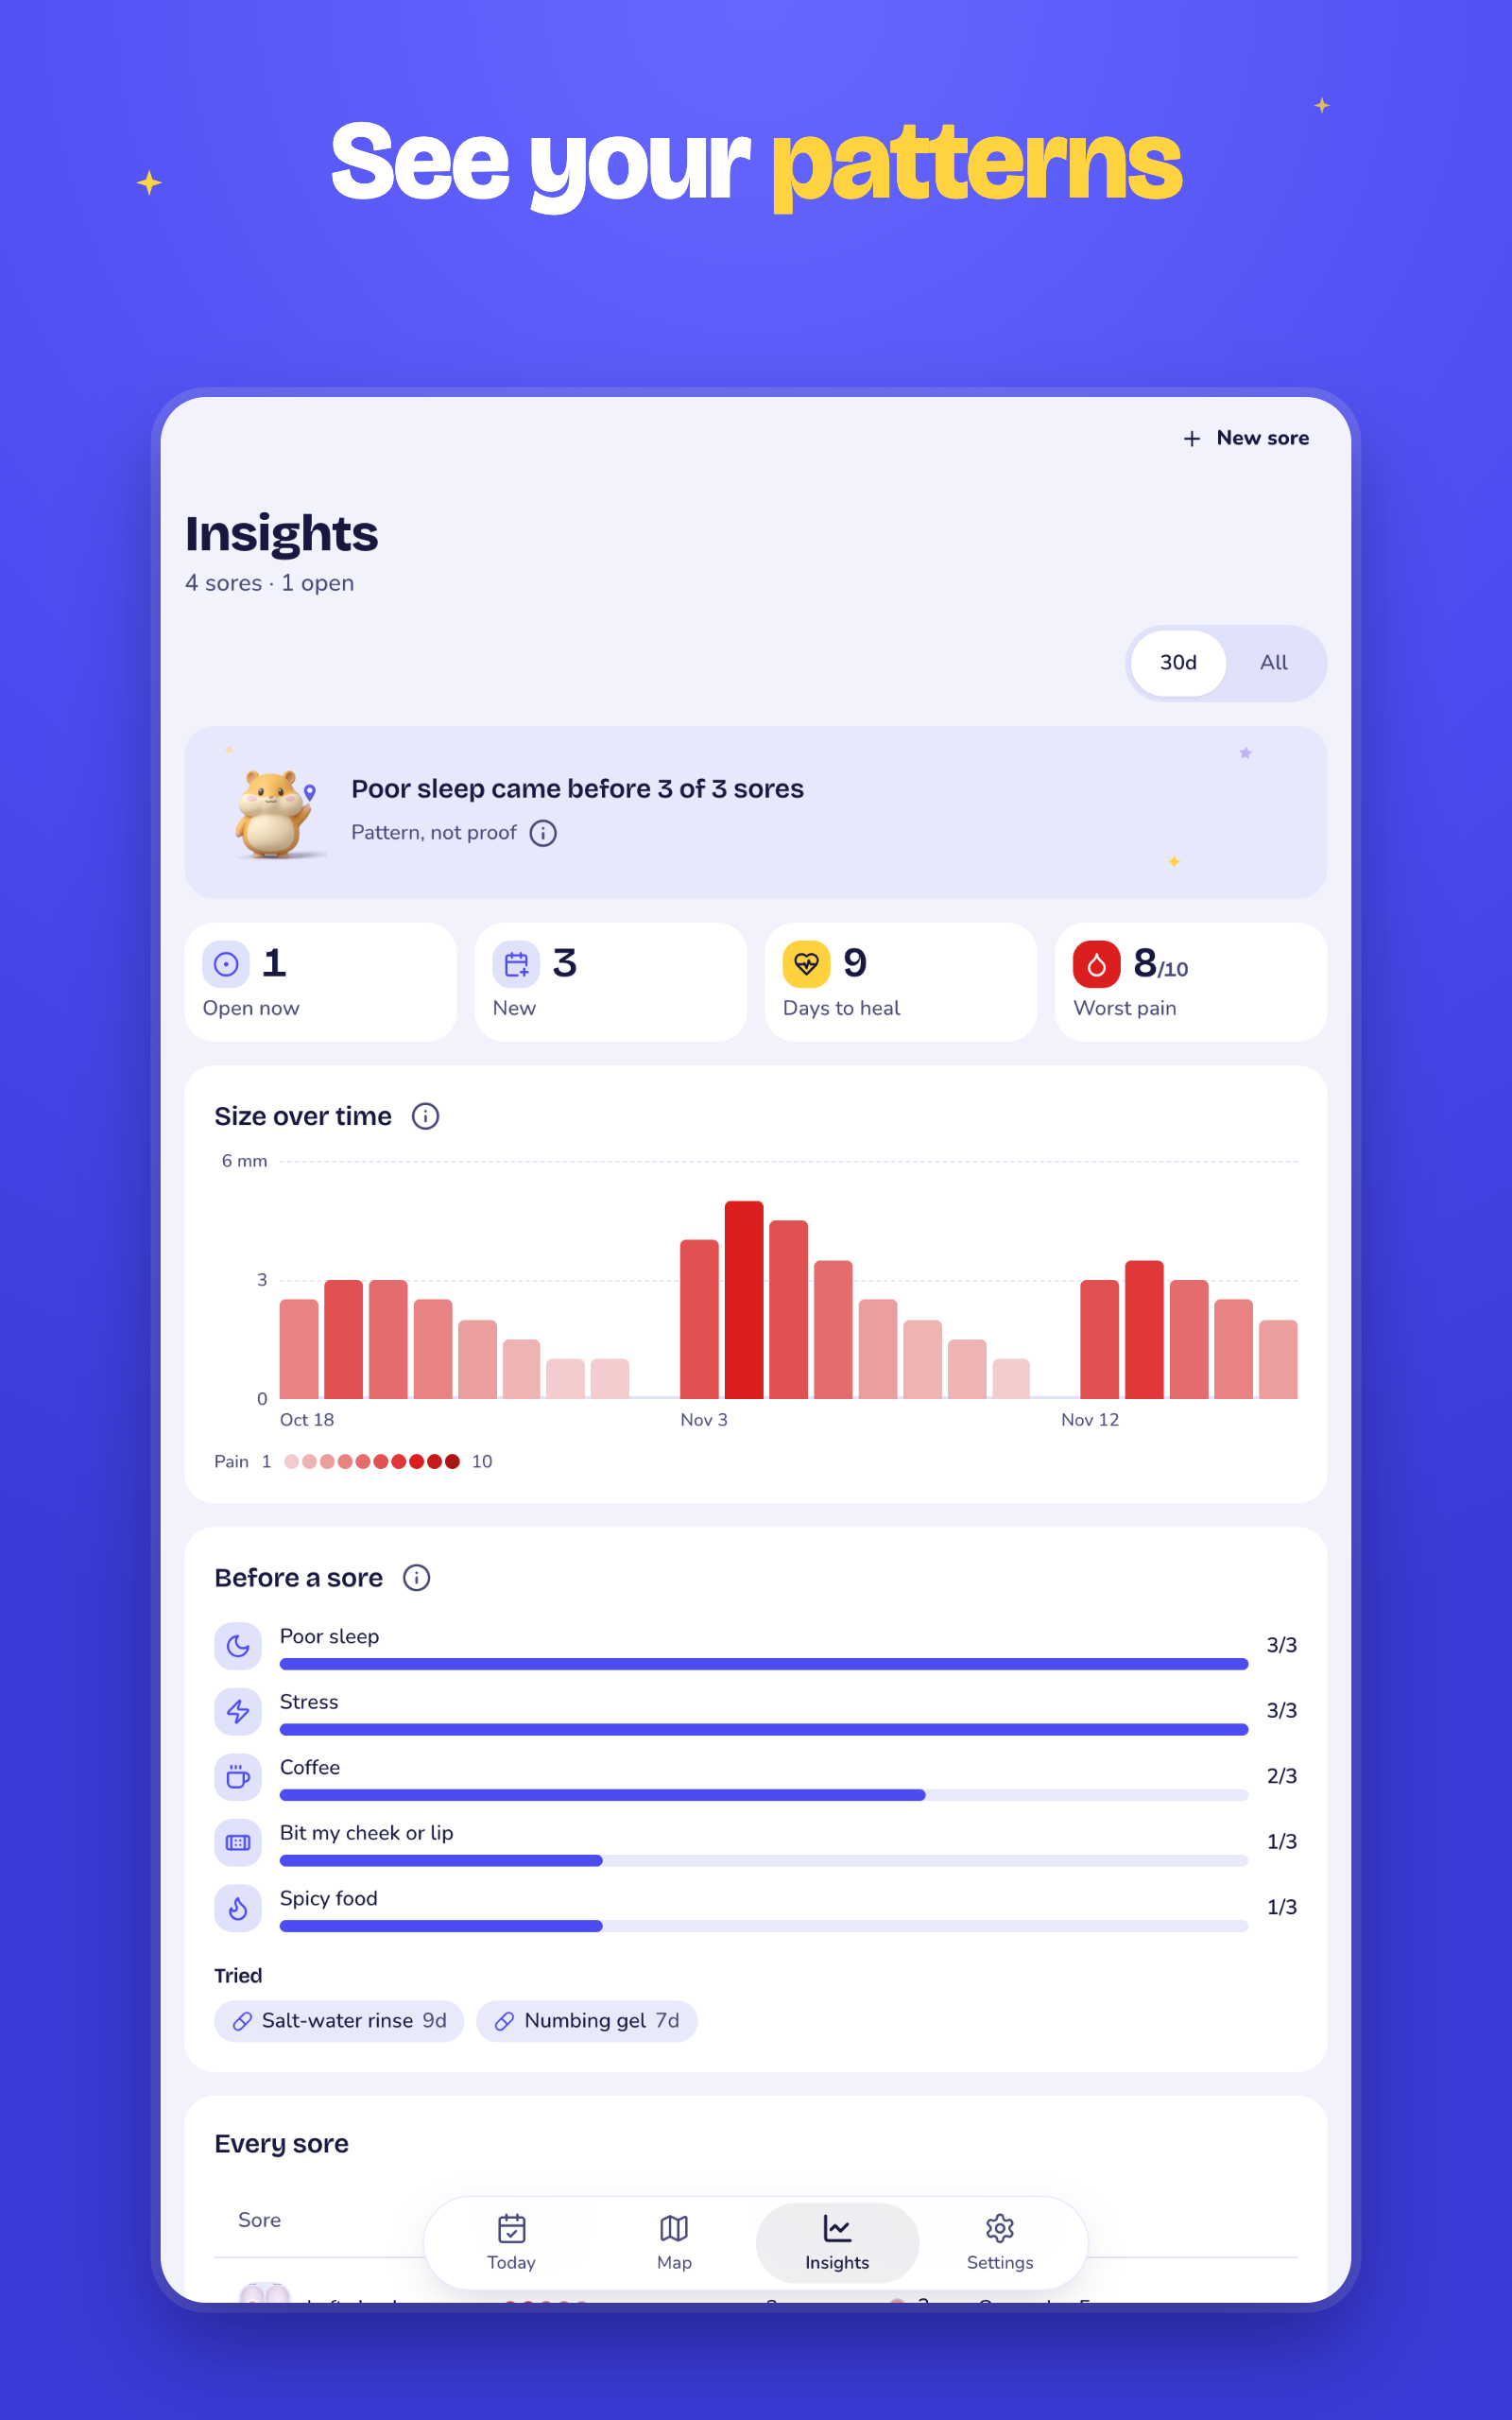 See your patterns
New sore
Insights
4 sores · 1 open
30d All
Poor sleep came before 3 of 3 sores
Pattern, not proof
1
Open now
3
New
9
Days to heal
8/10
Worst pain
Size over time
6 mm
3
0
Oct 18 Nov 3 Nov 12
Pain 1 10
Before a sore
Poor sleep 3/3
Stress 3/3
Coffee 2/3
Bit my cheek or lip 1/3
Spicy food 1/3
Tried
Salt-water rinse 9d Numbing gel 7d
Every sore
Sore
Today Map Insights Settings